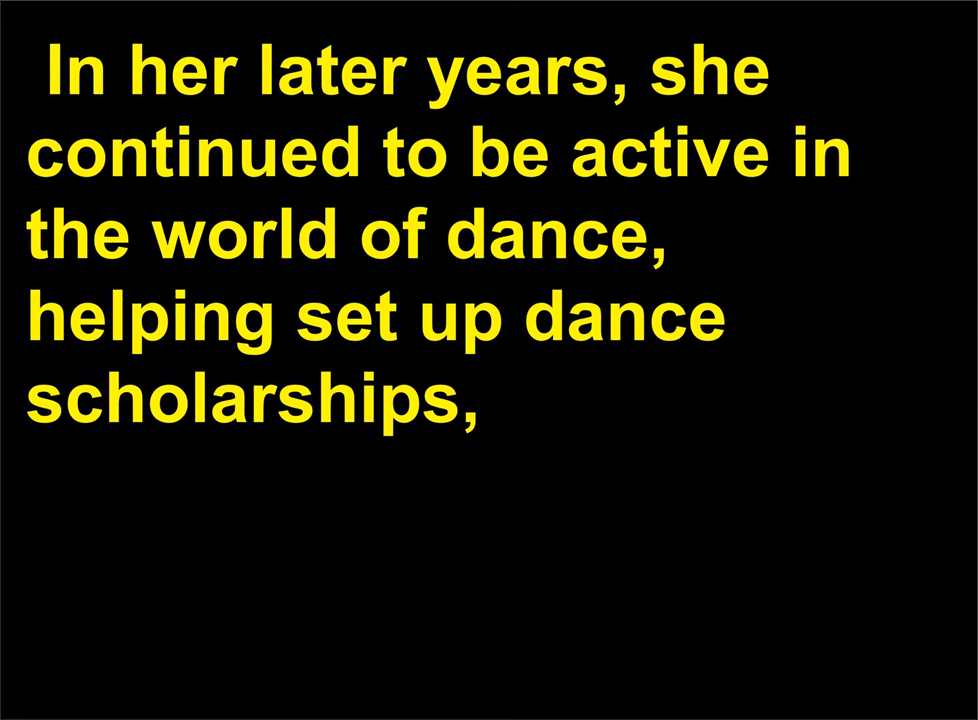 In her later years, she
continued to be active in
the world of dance,
helping set up dance
scholarships,